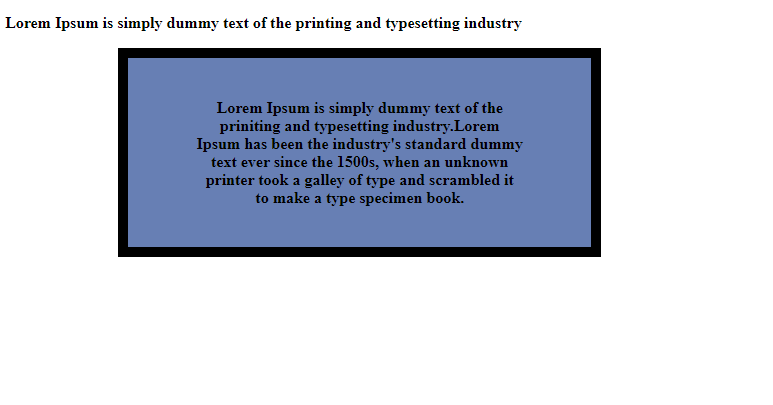 Lorem Ipsum is simply dummy text of the printing and typesetting industry
Lorem Ipsum is simply dummy text of the
priniting and typesetting industry.Lorem
Ipsum has been the industry's standard dummy
text ever since the 1500s, when an unknown
printer took a galley of type and scrambled it
to make a type specimen book.